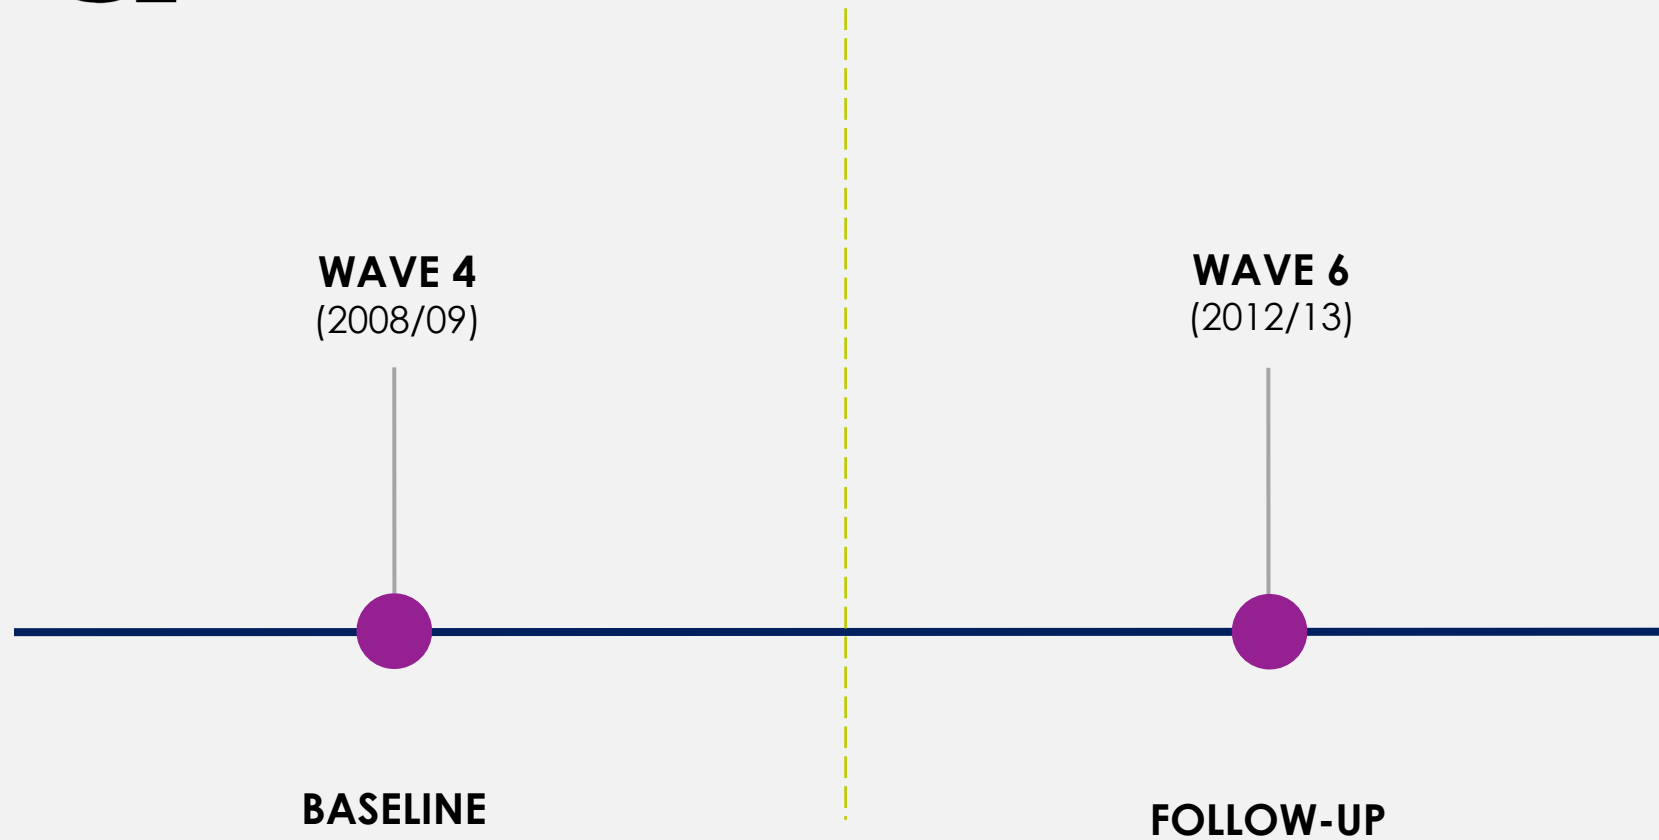 WAVE 4
(2008/09)
BASELINE
WAVE 6
(2012/13)
FOLLOW-UP